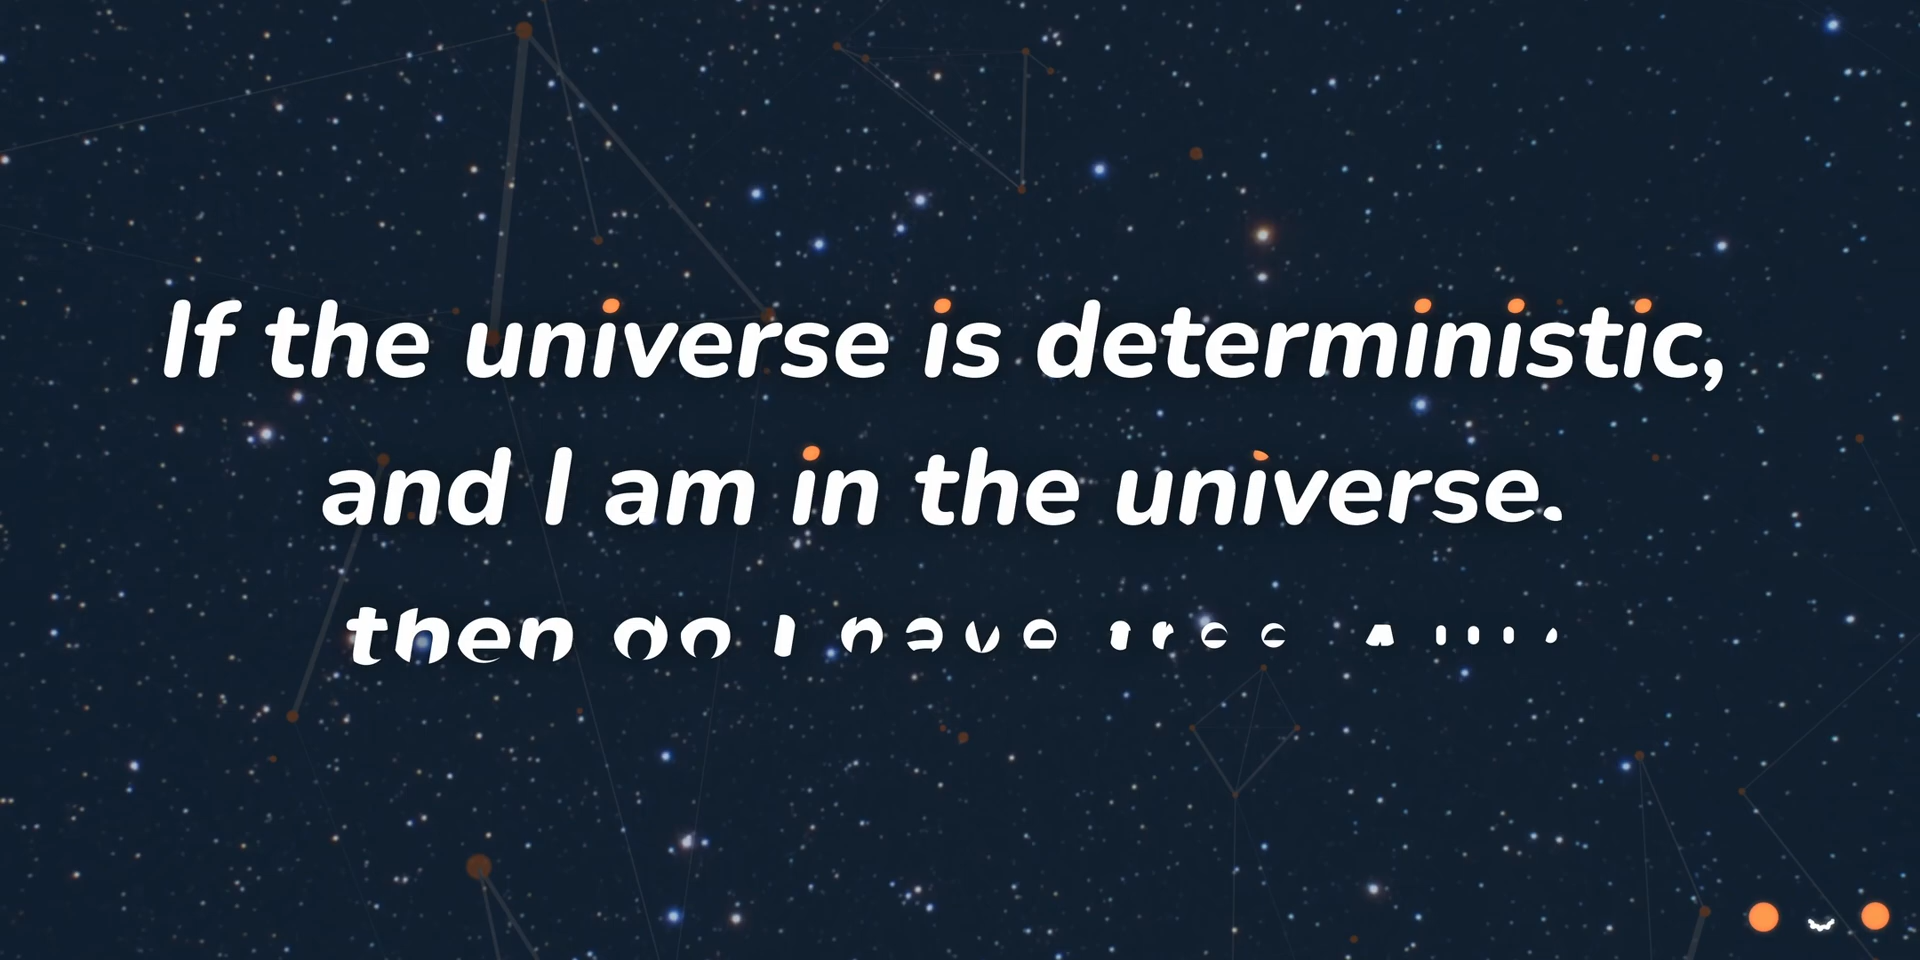 If the universe is deterministic,
and I am in the universe.
then do I have free will?